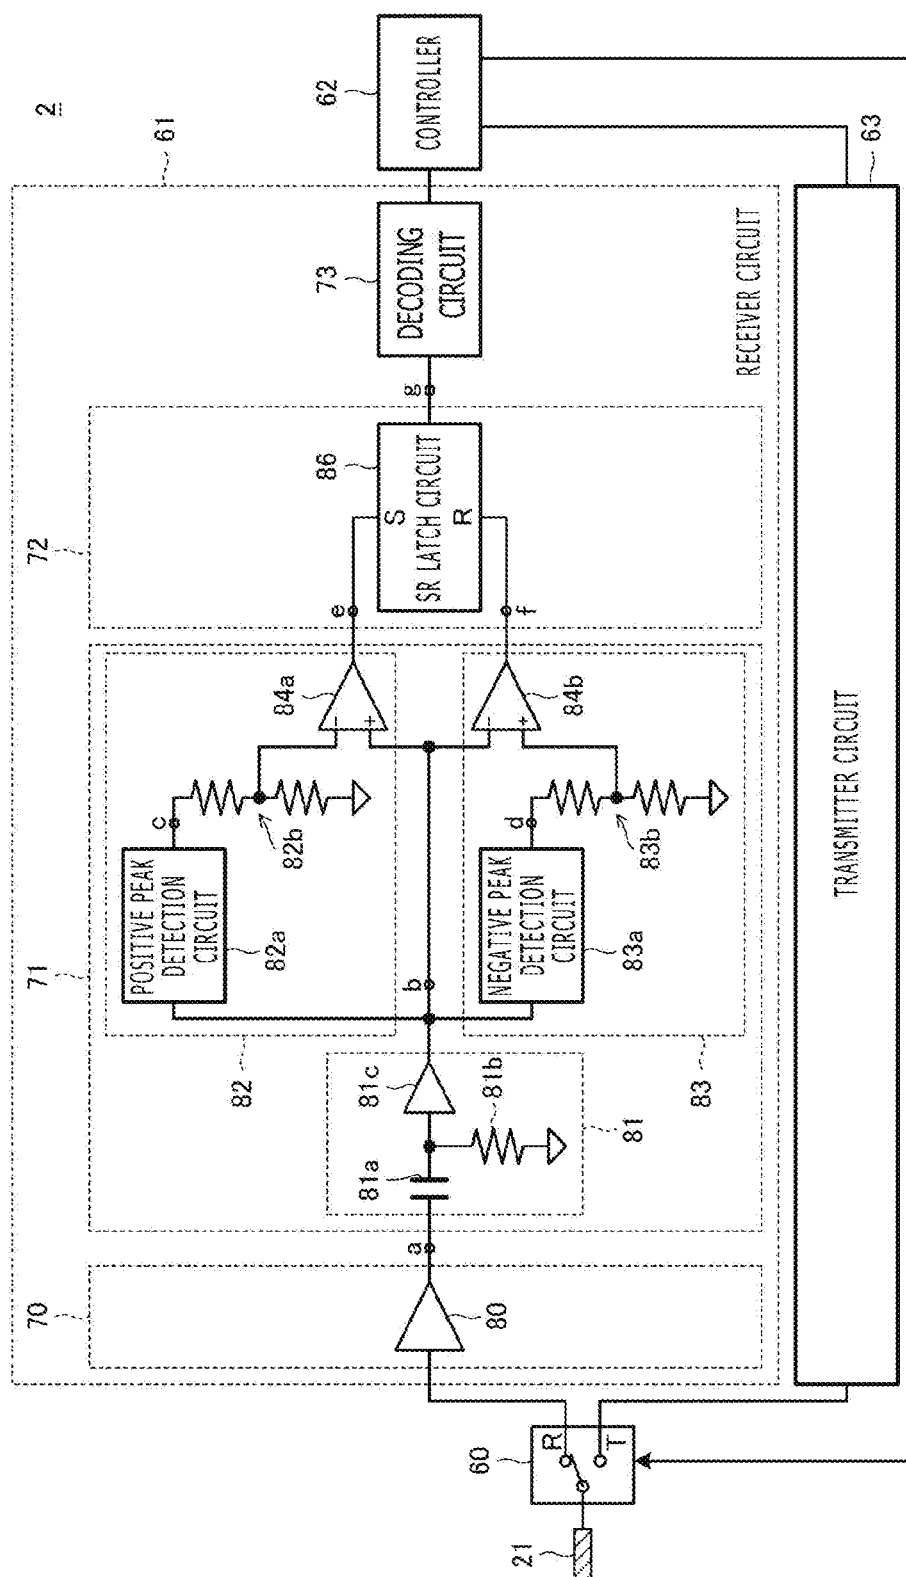 2
61
62
CONTROLLER
63
73
DECODING
CIRCUIT
RECEIVER CIRCUIT
g
72
86
SR LATCH CIRCUIT
S
R
e
f
71
84a
-
+
84b
-
+
c
82b
d
83b
POSITIVE PEAK
DETECTION
CIRCUIT
82a
b
NEGATIVE PEAK
DETECTION
CIRCUIT
83a
82
83
81c
81b
81a
81
a
70
80
TRANSMITTER CIRCUIT
60
R
T
21